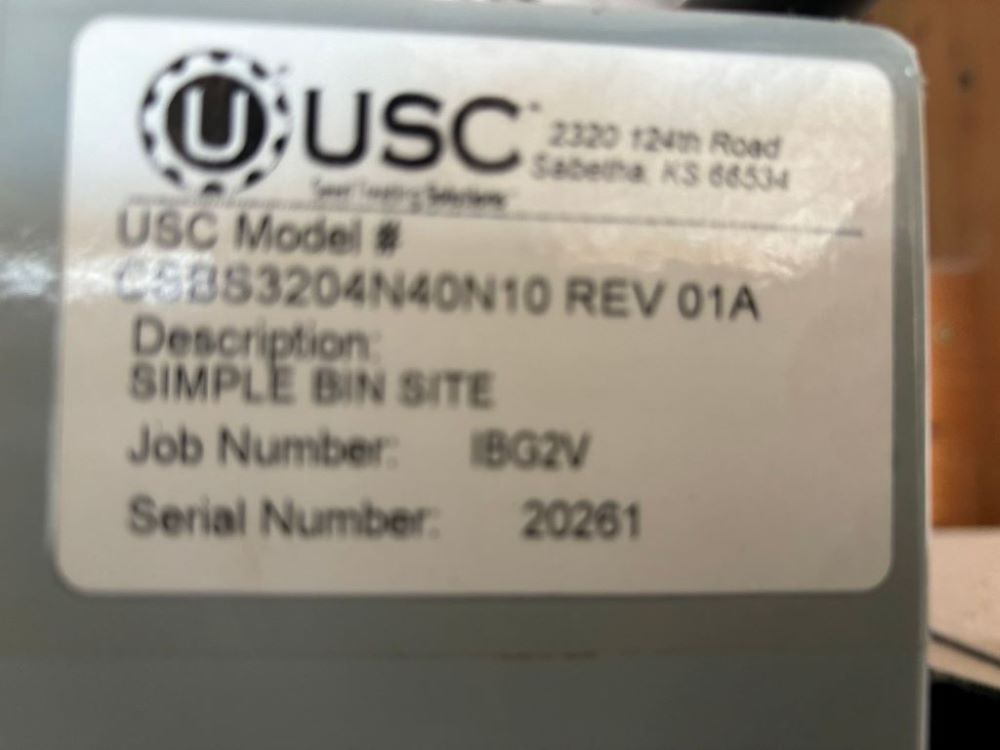 U USC 2320 124th Road
Sabetha, KS 66534
Solutions
USC Model #
CSBS3204N40N10 REV 01A
Description:
SIMPLE BIN SITE
Job Number: IBG2V
Serial Number: 20261